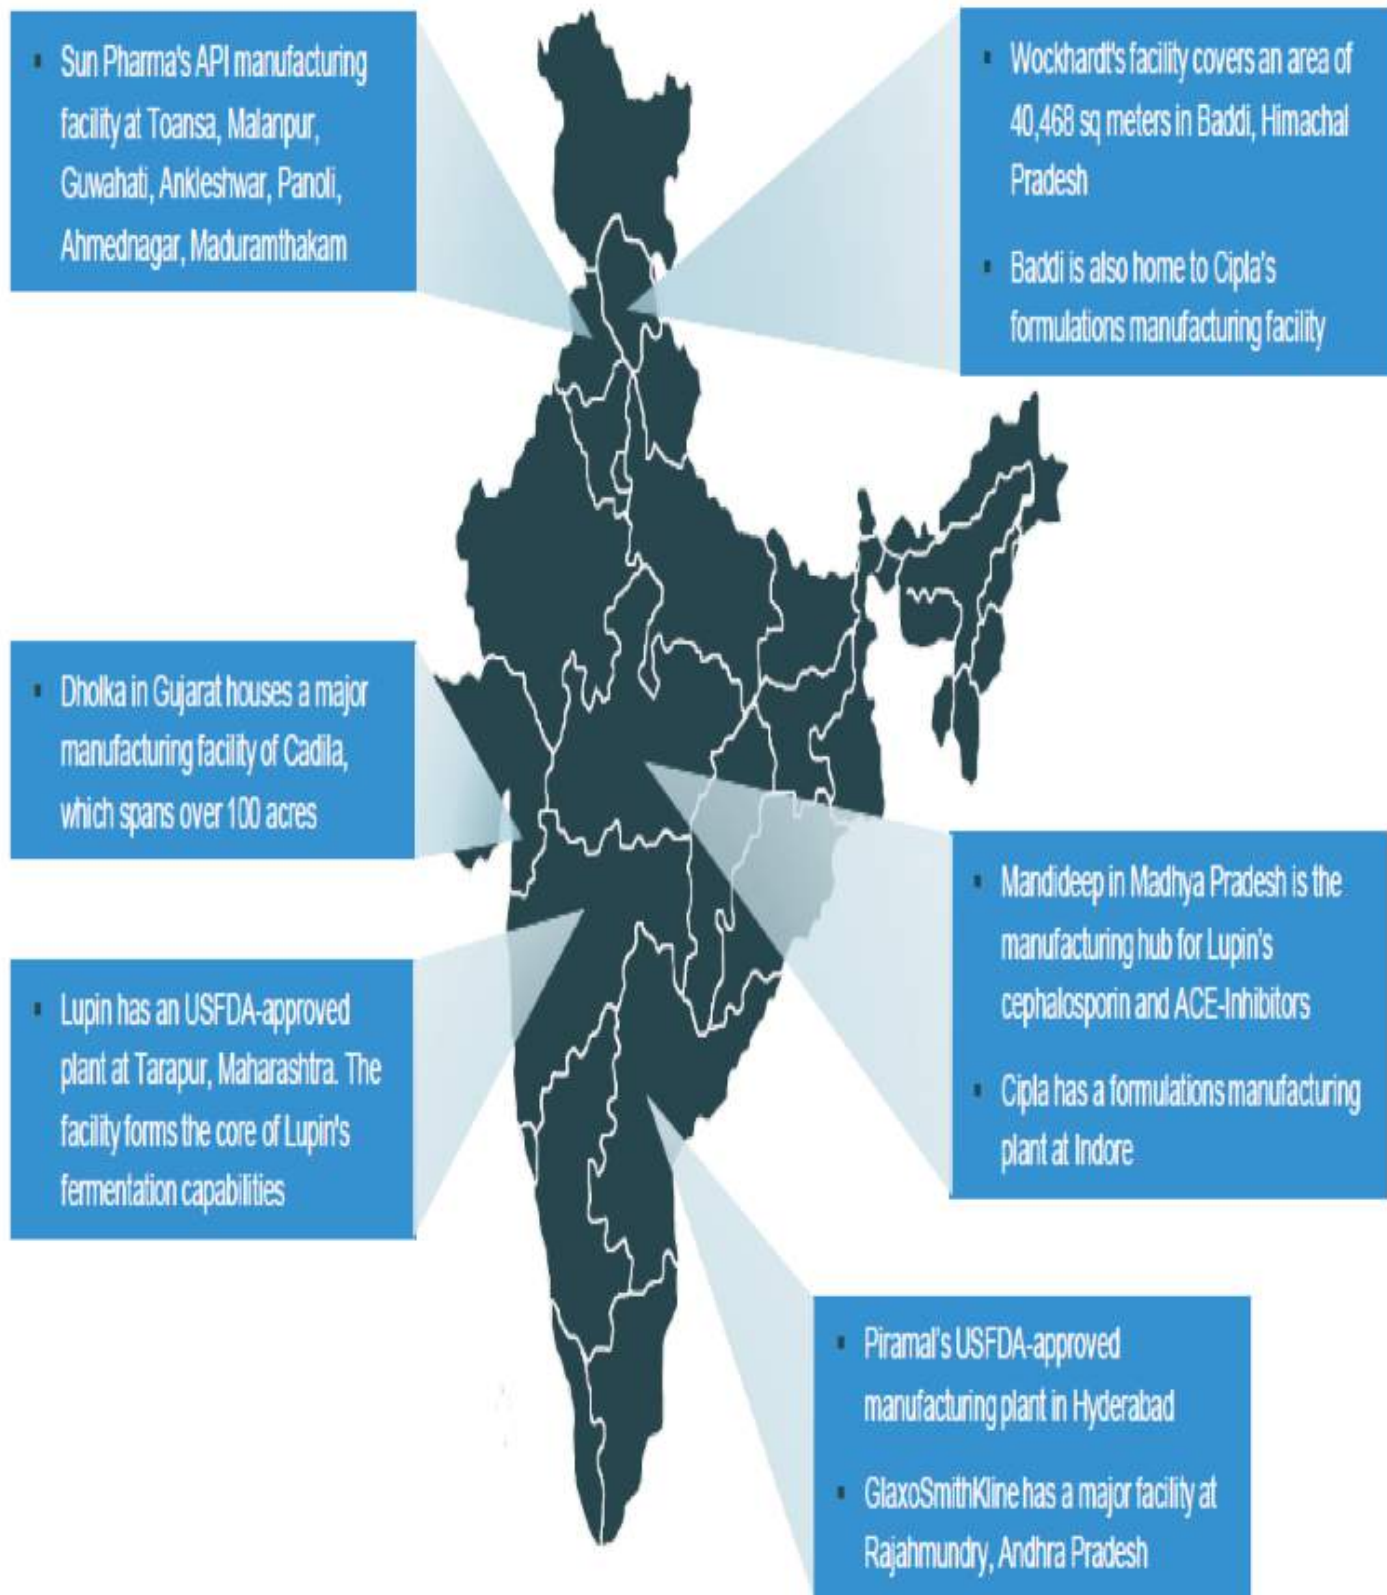 ▪ Sun Pharma's API manufacturing
facility at Toansa, Malanpur,
Guwahati, Ankleshwar, Panoli,
Ahmednagar, Maduramthakam
▪ Wockhardt's facility covers an area of
40,468 sq meters in Baddi, Himachal
Pradesh
▪ Baddi is also home to Cipla's
formulations manufacturing facility
▪ Dholka in Gujarat houses a major
manufacturing facility of Cadila,
which spans over 100 acres
▪ Mandideep in Madhya Pradesh is the
manufacturing hub for Lupin's
cephalosporin and ACE-Inhibitors
▪ Cipla has a formulations manufacturing
plant at Indore
▪ Lupin has an USFDA-approved
plant at Tarapur, Maharashtra. The
facility forms the core of Lupin's
fermentation capabilities
▪ Piramal's USFDA-approved
manufacturing plant in Hyderabad
▪ GlaxoSmithKline has a major facility at
Rajahmundry, Andhra Pradesh